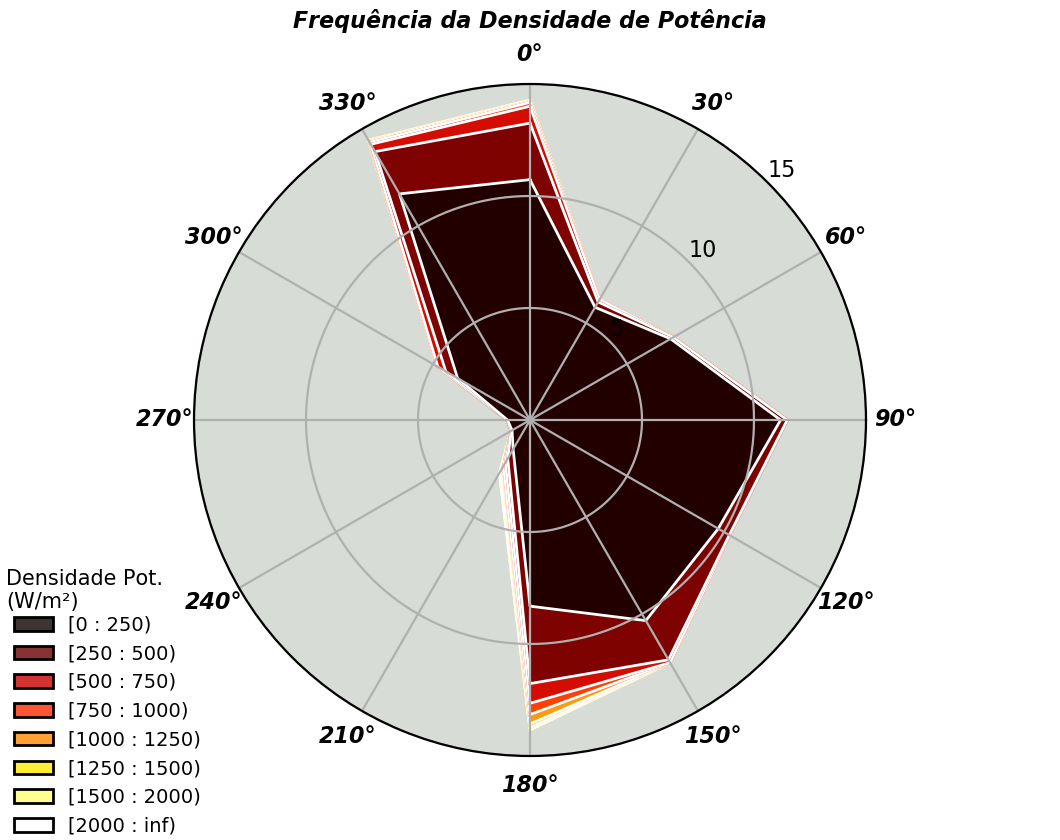 Frequência da Densidade de Potência
0°
330°
30°
15
300°
60°
10
5
270°
90°
Densidade Pot.
(W/m²)
240°
120°
[0 : 250)
[250 : 500)
[500 : 750)
[750 : 1000)
210°
150°
[1000 : 1250)
[1250 : 1500)
180°
[1500 : 2000)
[2000 : inf)